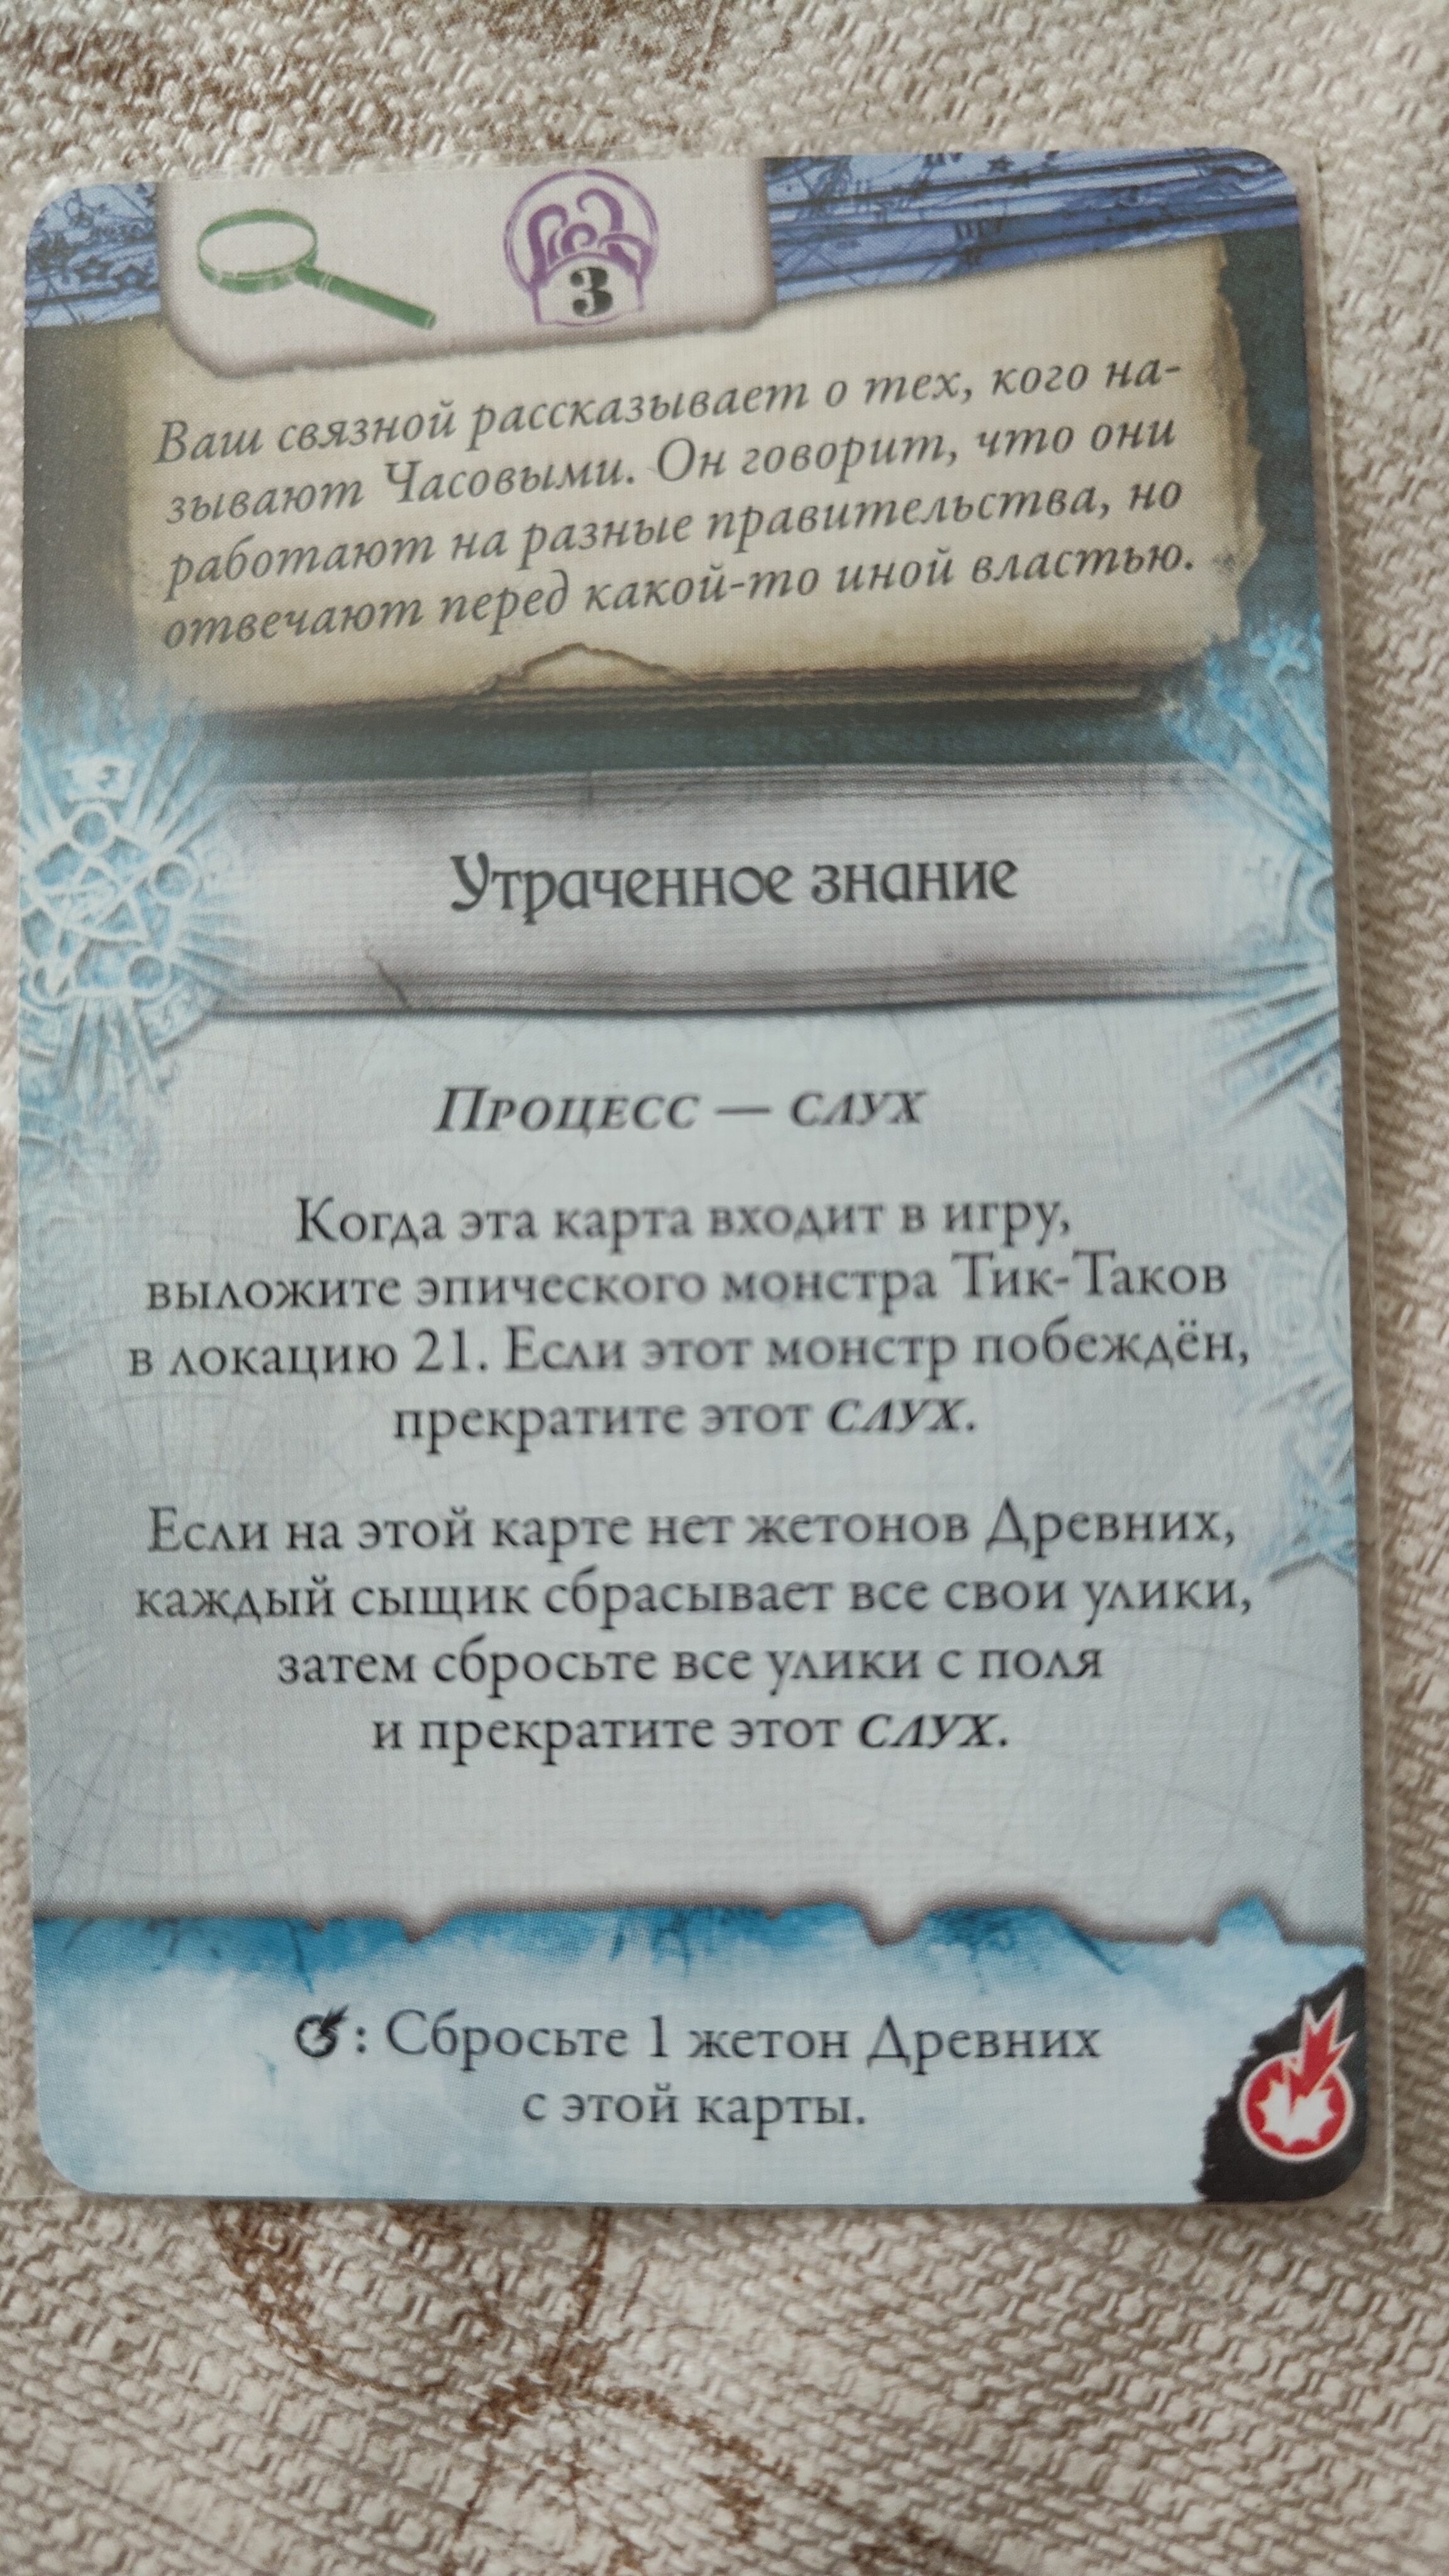 3
Ваш связной рассказывает о тех, кого на-
зывают Часовыми. Он говорит, что они
работают на разные правительства, но
отвечают перед какой-то иной властью.
Утраченное знание
Процесс — слух
Когда эта карта входит в игру,
выложите эпического монстра Тик-Таков
в локацию 21. Если этот монстр побеждён,
прекратите этот СЛУХ.
Если на этой карте нет жетонов Древних,
каждый сыщик сбрасывает все свои улики,
затем сбросьте все улики с поля
и прекратите этот СЛУХ.
: Сбросьте 1 жетон Древних
с этой карты.